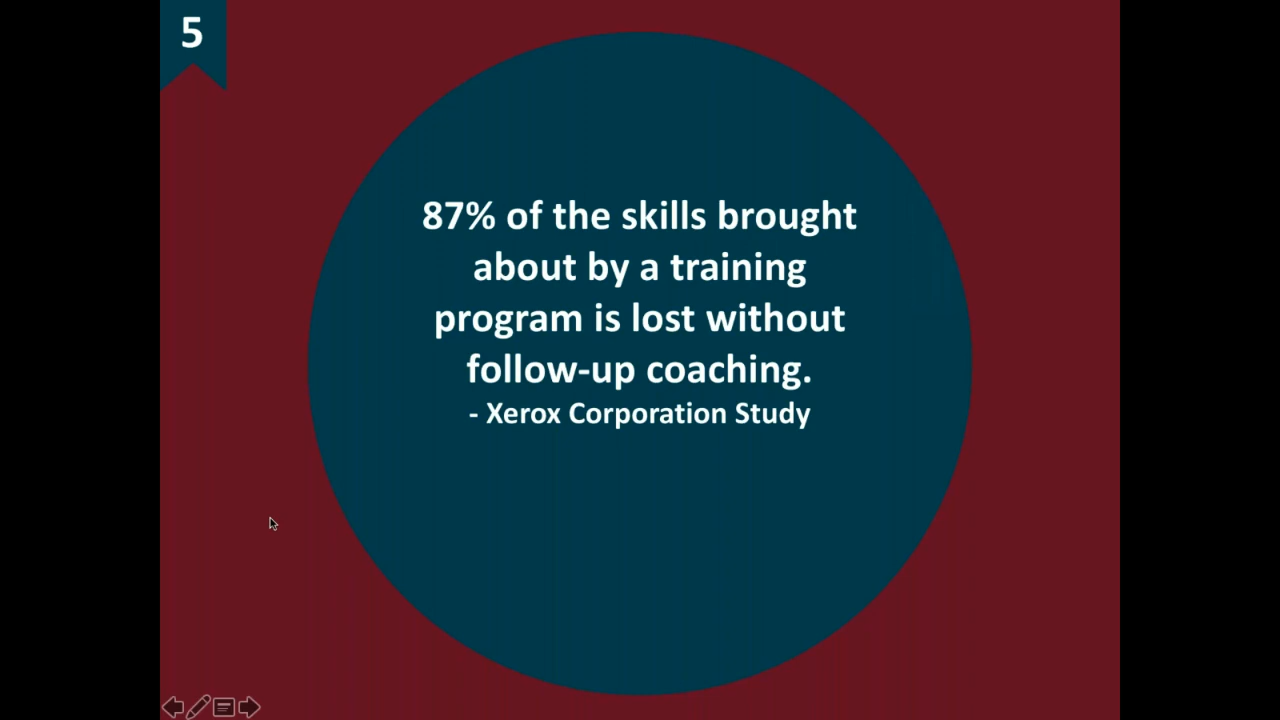 5
87% of the skills brought
about by a training
program is lost without
follow-up coaching.
- Xerox Corporation Study